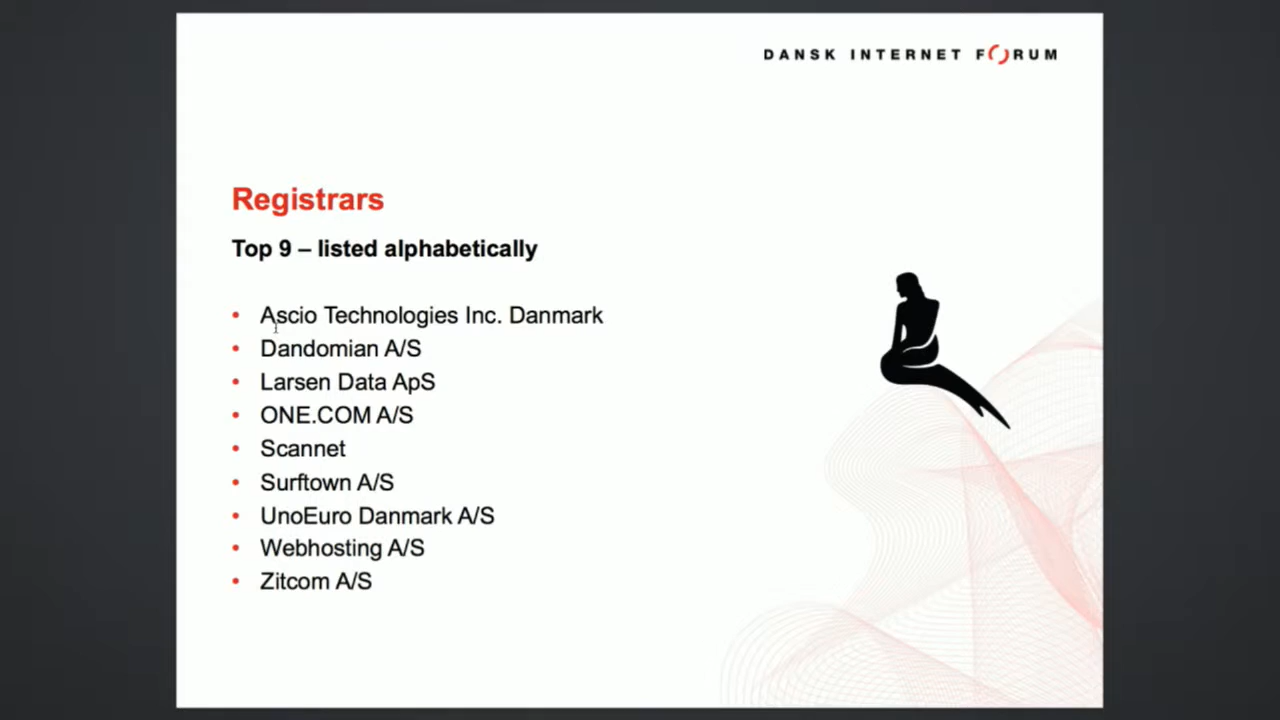 DANSK INTERNET FORUM
Registrars
Top 9 – listed alphabetically
• Ascio Technologies Inc. Danmark
• Dandomian A/S
• Larsen Data ApS
• ONE.COM A/S
• Scannet
• Surftown A/S
• UnoEuro Danmark A/S
• Webhosting A/S
• Zitcom A/S